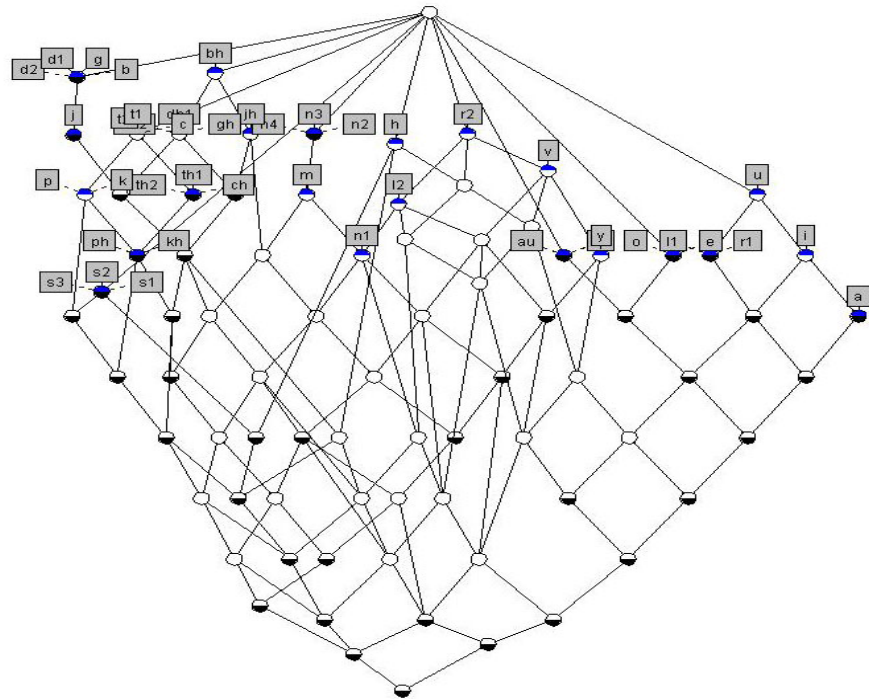 d2 d1 g b
bh
j
t1 c dh1 gh jh n4
n3 n2
h
r2
v
p k th2 th1 ch
m
l2
u
ph kh
n1
au y
o l1 e r1
i
s3 s2 s1
a